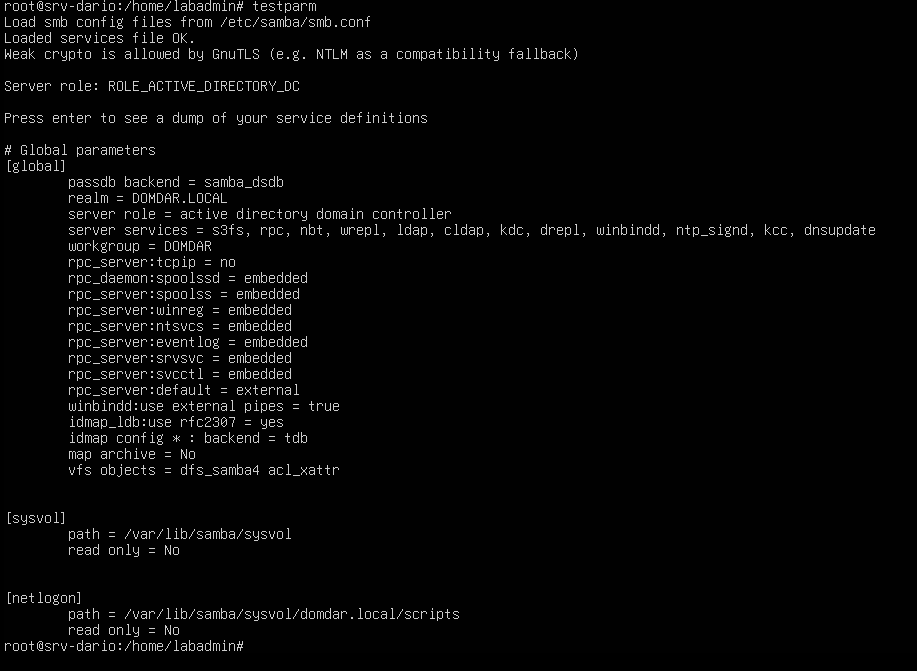 root@srv-dario:/home/labadmin# testparm
Load smb config files from /etc/samba/smb.conf
Loaded services file OK.
Weak crypto is allowed by GnuTLS (e.g. NTLM as a compatibility fallback)
Server role: ROLE_ACTIVE_DIRECTORY_DC
Press enter to see a dump of your service definitions
# Global parameters
[global]
passdb backend = samba_dsdb
realm = DOMDAR.LOCAL
server role = active directory domain controller
server services = s3fs, rpc, nbt, wrepl, ldap, cldap, kdc, drepl, winbindd, ntp_signd, kcc, dnsupdate
workgroup = DOMDAR
rpc_server:tcpip = no
rpc_daemon:spoolssd = embedded
rpc_server:spoolss = embedded
rpc_server:winreg = embedded
rpc_server:ntsvcs = embedded
rpc_server:eventlog = embedded
rpc_server:srvsvc = embedded
rpc_server:svcctl = embedded
rpc_server:default = external
winbindd:use external pipes = true
idmap_ldb:use rfc2307 = yes
idmap config * : backend = tdb
map archive = No
vfs objects = dfs_samba4 acl_xattr
[sysvol]
path = /var/lib/samba/sysvol
read only = No
[netlogon]
path = /var/lib/samba/sysvol/domdar.local/scripts
read only = No
root@srv-dario:/home/labadmin#